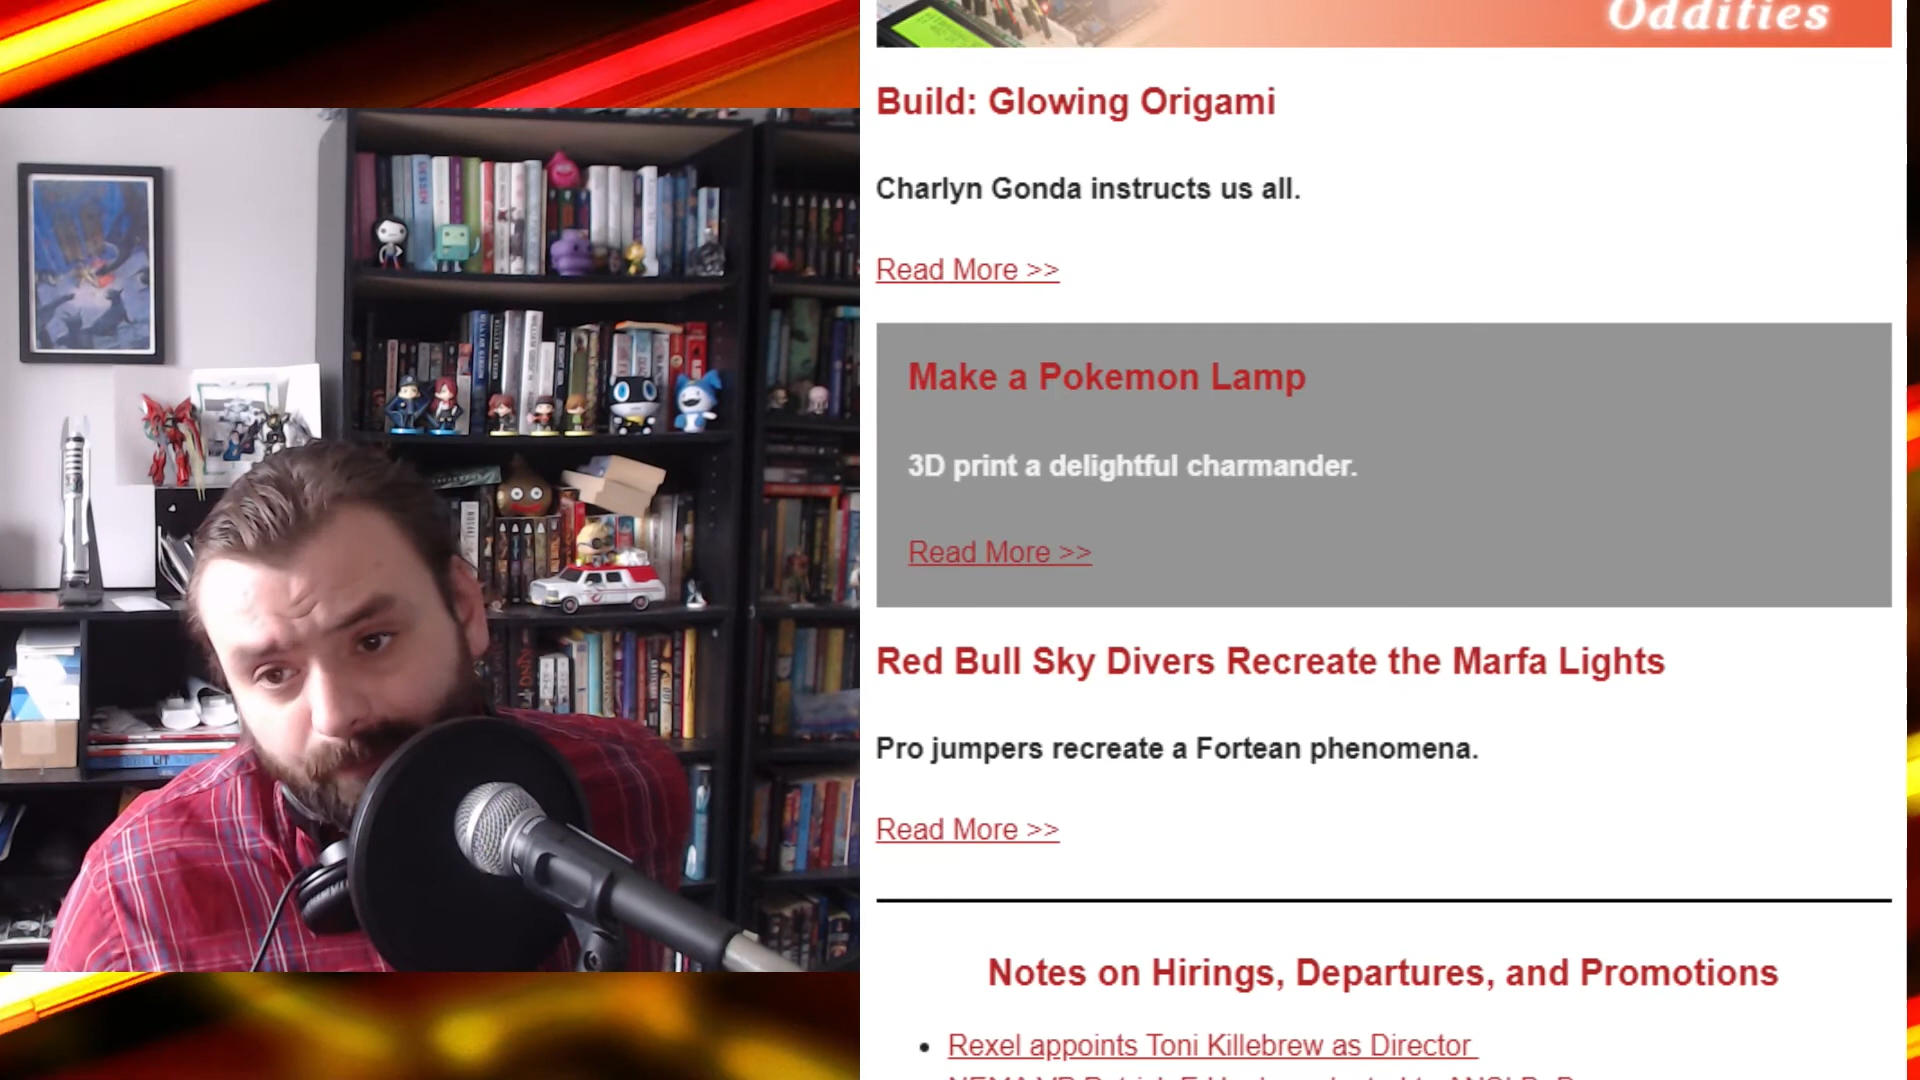 Oddities
Build: Glowing Origami
Charlyn Gonda instructs us all.
Read More >>
Make a Pokemon Lamp
3D print a delightful charmander.
Read More >>
Red Bull Sky Divers Recreate the Marfa Lights
Pro jumpers recreate a Fortean phenomena.
Read More >>
Notes on Hirings, Departures, and Promotions
Rexel appoints Toni Killebrew as Director